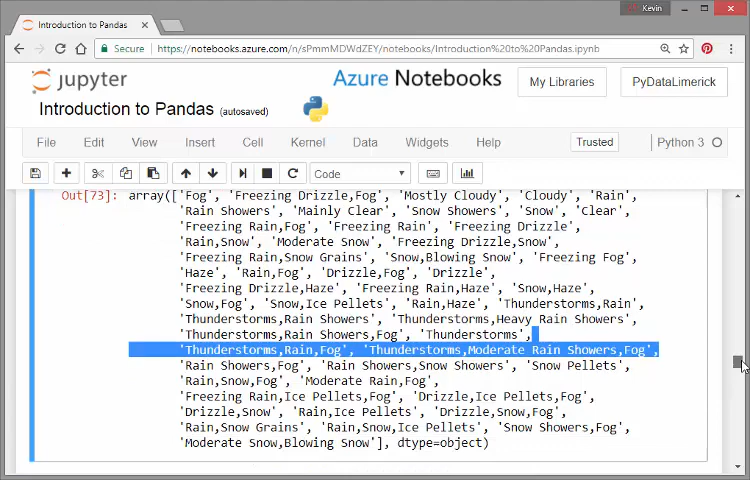 Kevin
Introduction to Pandas
Secure
https://notebooks.azure.com/n/sPmmMDWdZEY/notebooks/Introduction%20to%20Pandas.ipynb
jupyter
Azure Notebooks
My Libraries
PyDataLimerick
Introduction to Pandas (autosaved)
File Edit View Insert Cell Kernel Data Widgets Help Trusted Python 3
Code
Out[73]: array(['Fog', 'Freezing Drizzle,Fog', 'Mostly Cloudy', 'Cloudy', 'Rain',
'Rain Showers', 'Mainly Clear', 'Snow Showers', 'Snow', 'Clear',
'Freezing Rain,Fog', 'Freezing Rain', 'Freezing Drizzle',
'Rain,Snow', 'Moderate Snow', 'Freezing Drizzle,Snow',
'Freezing Rain,Snow Grains', 'Snow,Blowing Snow', 'Freezing Fog',
'Haze', 'Rain,Fog', 'Drizzle,Fog', 'Drizzle',
'Freezing Drizzle,Haze', 'Freezing Rain,Haze', 'Snow,Haze',
'Snow,Fog', 'Snow,Ice Pellets', 'Rain,Haze', 'Thunderstorms,Rain',
'Thunderstorms,Rain Showers', 'Thunderstorms,Heavy Rain Showers',
'Thunderstorms,Rain Showers,Fog', 'Thunderstorms',
'Thunderstorms,Rain,Fog', 'Thunderstorms,Moderate Rain Showers,Fog',
'Rain Showers,Fog', 'Rain Showers,Snow Showers', 'Snow Pellets',
'Rain,Snow,Fog', 'Moderate Rain,Fog',
'Freezing Rain,Ice Pellets,Fog', 'Drizzle,Ice Pellets,Fog',
'Drizzle,Snow', 'Rain,Ice Pellets', 'Drizzle,Snow,Fog',
'Rain,Snow Grains', 'Rain,Snow,Ice Pellets', 'Snow Showers,Fog',
'Moderate Snow,Blowing Snow'], dtype=object)